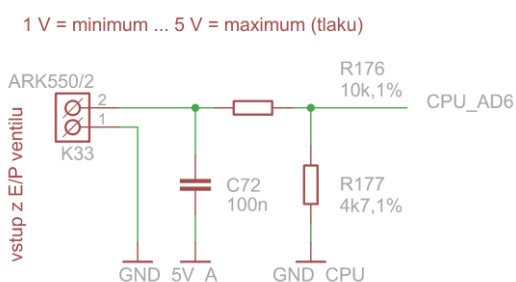 1 V = minimum ... 5 V = maximum (tlaku)
ARK550/2
2
1
K33
vstup z E/P ventilu
R176
10k,1%
CPU_AD6
C72
100n
R177
4k7,1%
GND
5V_A
GND_CPU